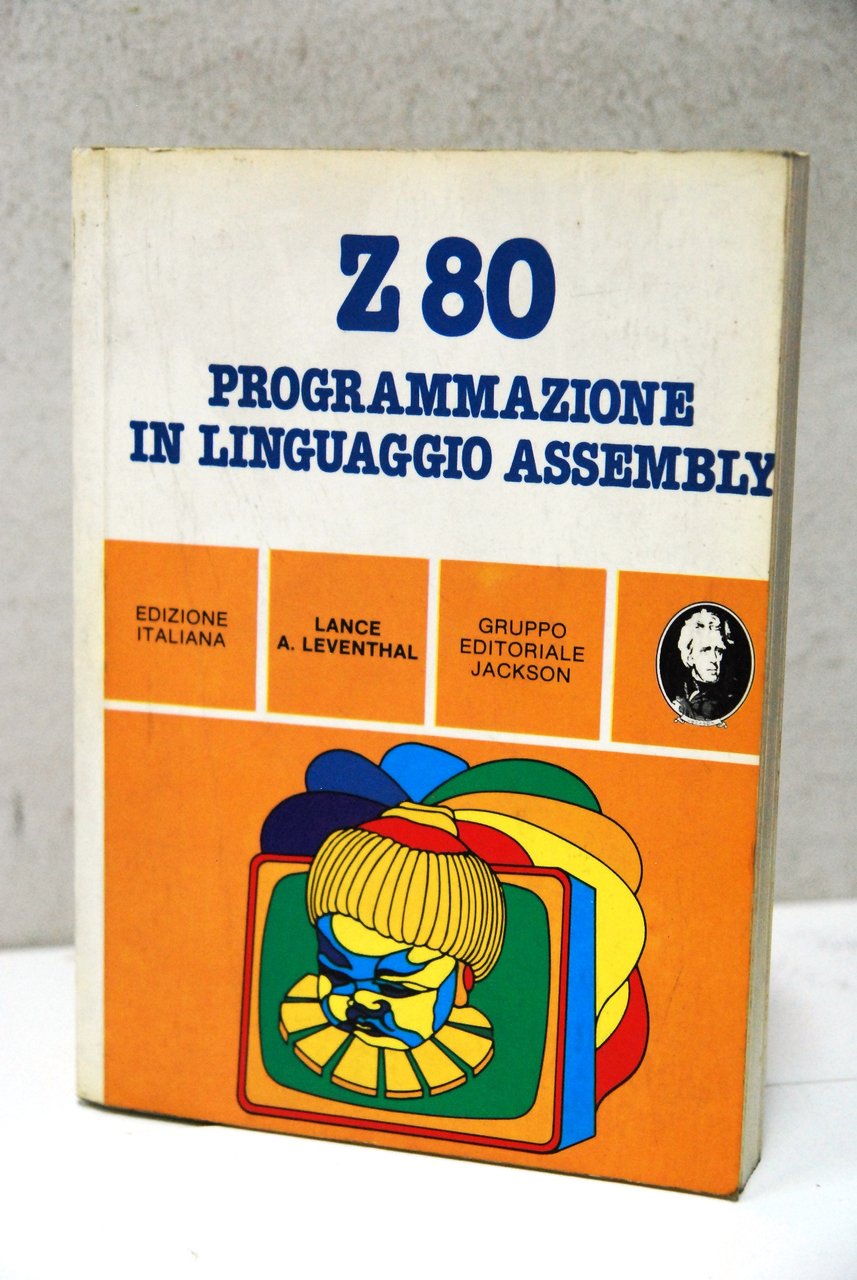 Z 80
PROGRAMMAZIONE
IN LINGUAGGIO ASSEMBLY
EDIZIONE
ITALIANA
LANCE
A. LEVENTHAL
GRUPPO
EDITORIALE
JACKSON